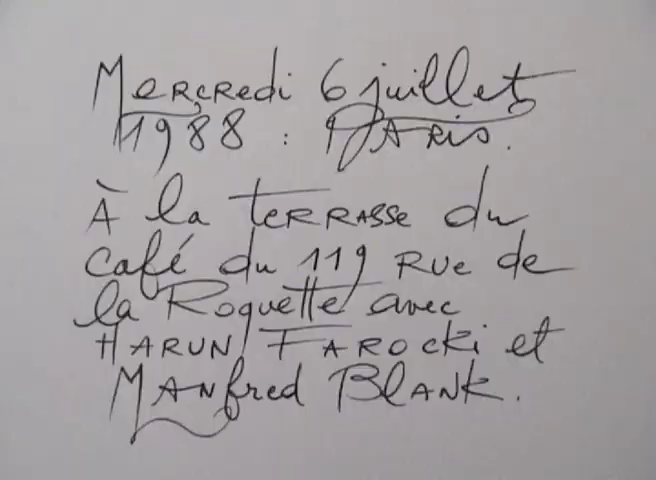 Mercredi 6 juillet
1988 : Paris.
À la terrasse du
café du 119 rue de
la Roquette avec
Harun Farocki et
Manfred Blank.